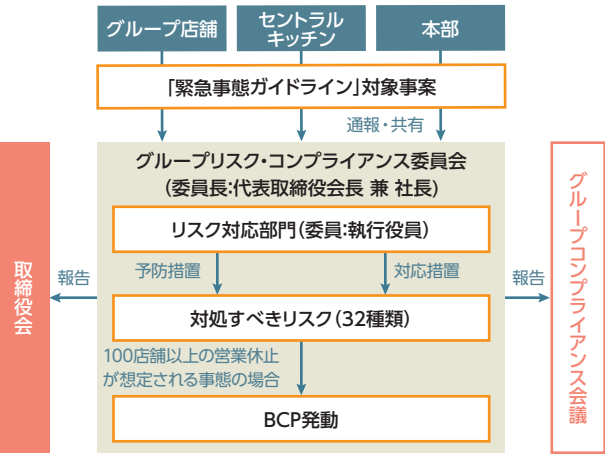 グループ店舗
セントラル
キッチン
本部
「緊急事態ガイドライン」対象事案
通報・共有
グループリスク・コンプライアンス委員会
(委員長:代表取締役会長 兼 社長)
リスク対応部門(委員:執行役員)
予防措置
対応措置
取締役会
報告
報告
グループコンプライアンス会議
対処すべきリスク(32種類)
100店舗以上の営業休止
が想定される事態の場合
BCP発動